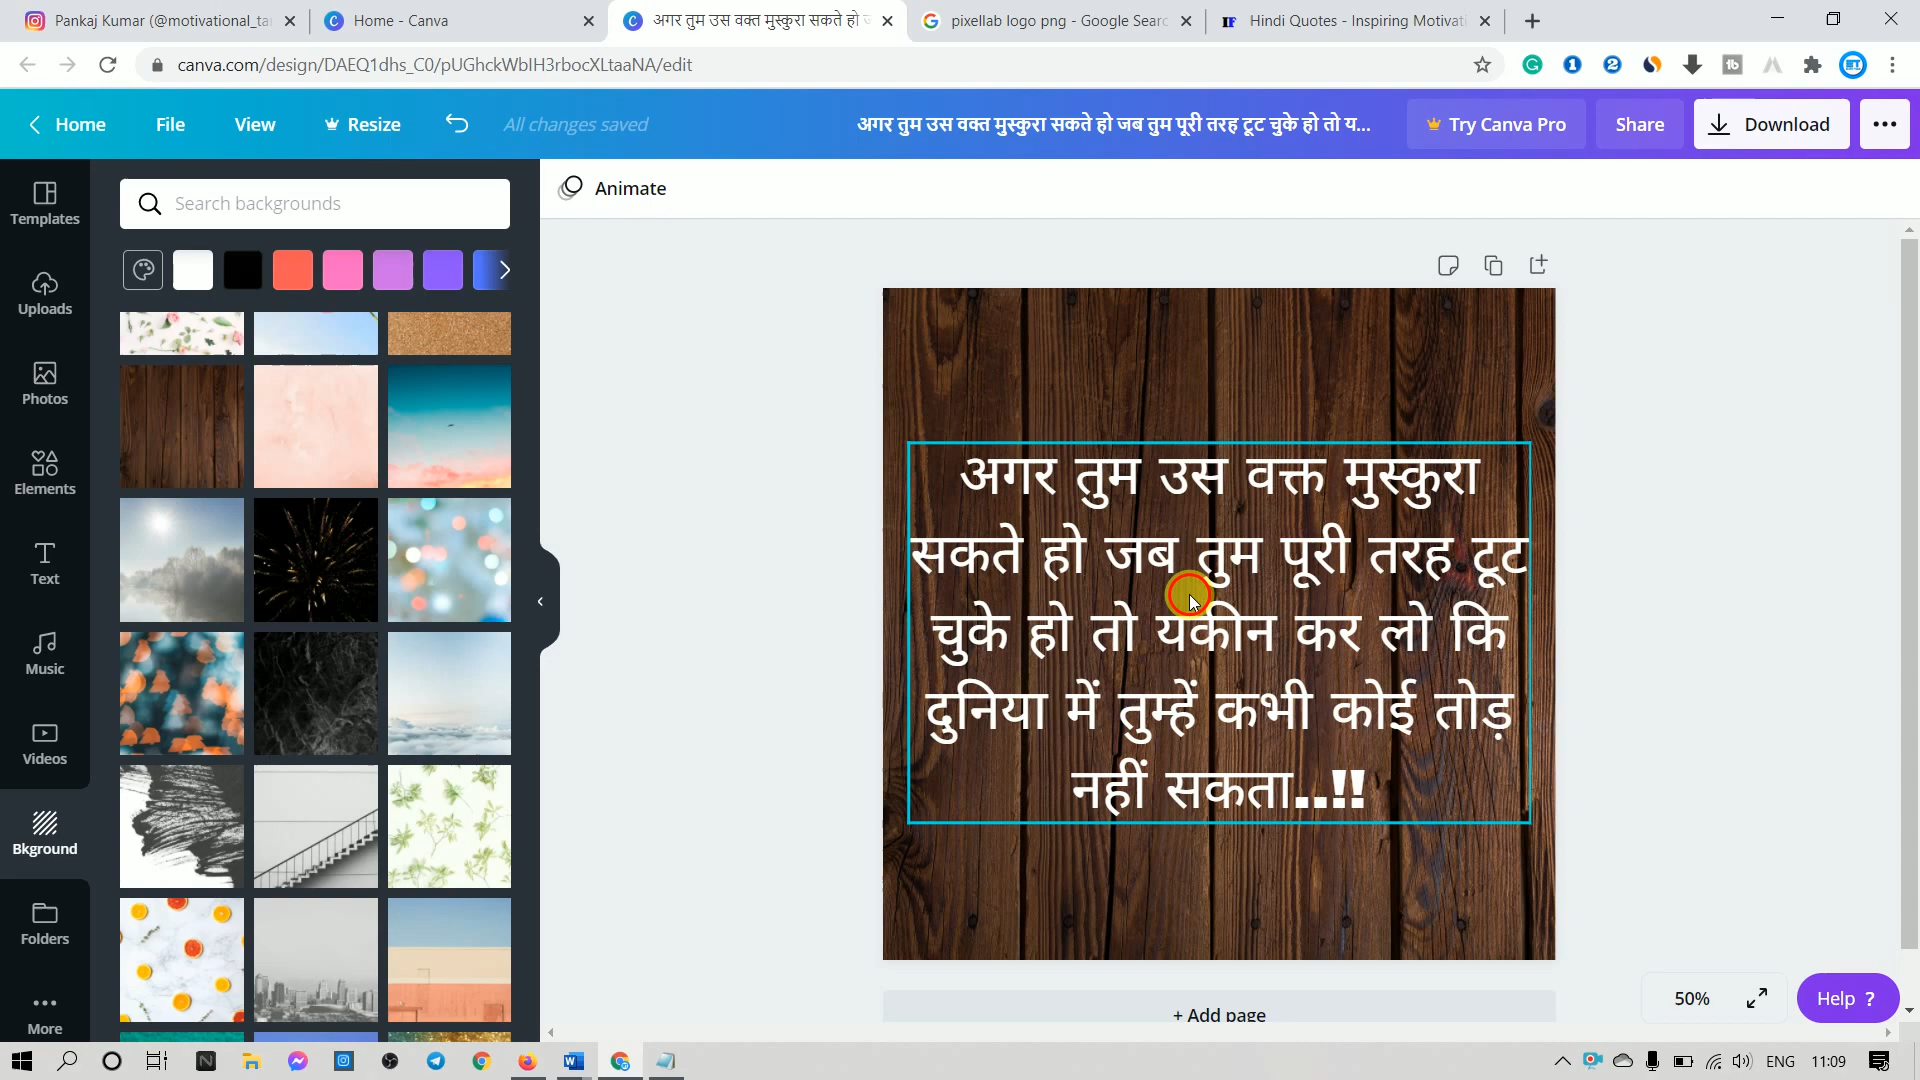 Pankaj Kumar (@motivational_ta
Home - Canva
अगर तुम उस वक्त मुस्कुरा सकते हो
pixellab logo png - Google Searc
Hindi Quotes - Inspiring Motivati
canva.com/design/DAEQ1dhs_C0/pUGhckWbIH3rbocXLtaaNA/edit
Home
File
View
Resize
All changes saved
अगर तुम उस वक्त मुस्कुरा सकते हो जब तुम पूरी तरह टूट चुके हो तो य...
Try Canva Pro
Share
Download
Templates
Uploads
Photos
Elements
Text
Music
Videos
Bkground
Folders
More
Search backgrounds
Animate
अगर तुम उस वक्त मुस्कुरा
सकते हो जब तुम पूरी तरह टूट
चुके हो तो यकीन कर लो कि
दुनिया में तुम्हें कभी कोई तोड़
नहीं सकता..!!
+ Add page
50%
Help ?
ENG
11:09